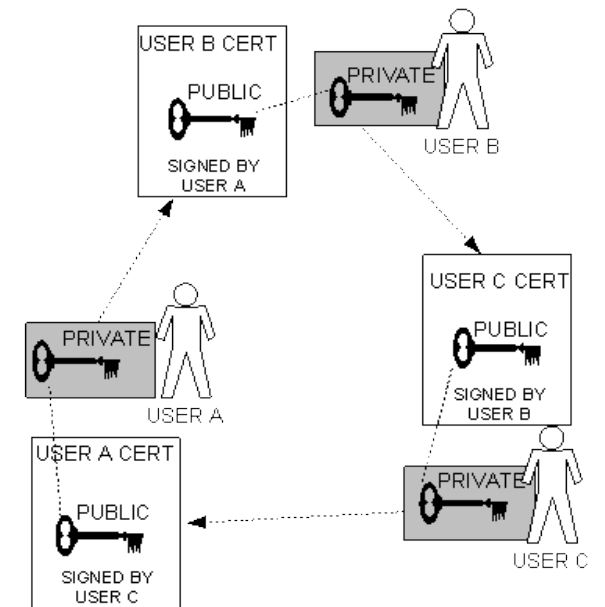 USER B CERT
PUBLIC
SIGNED BY
USER A
PRIVATE
USER B
USER C CERT
PUBLIC
SIGNED BY
USER B
PRIVATE
USER A
USER A CERT
PUBLIC
SIGNED BY
USER C
PRIVATE
USER C